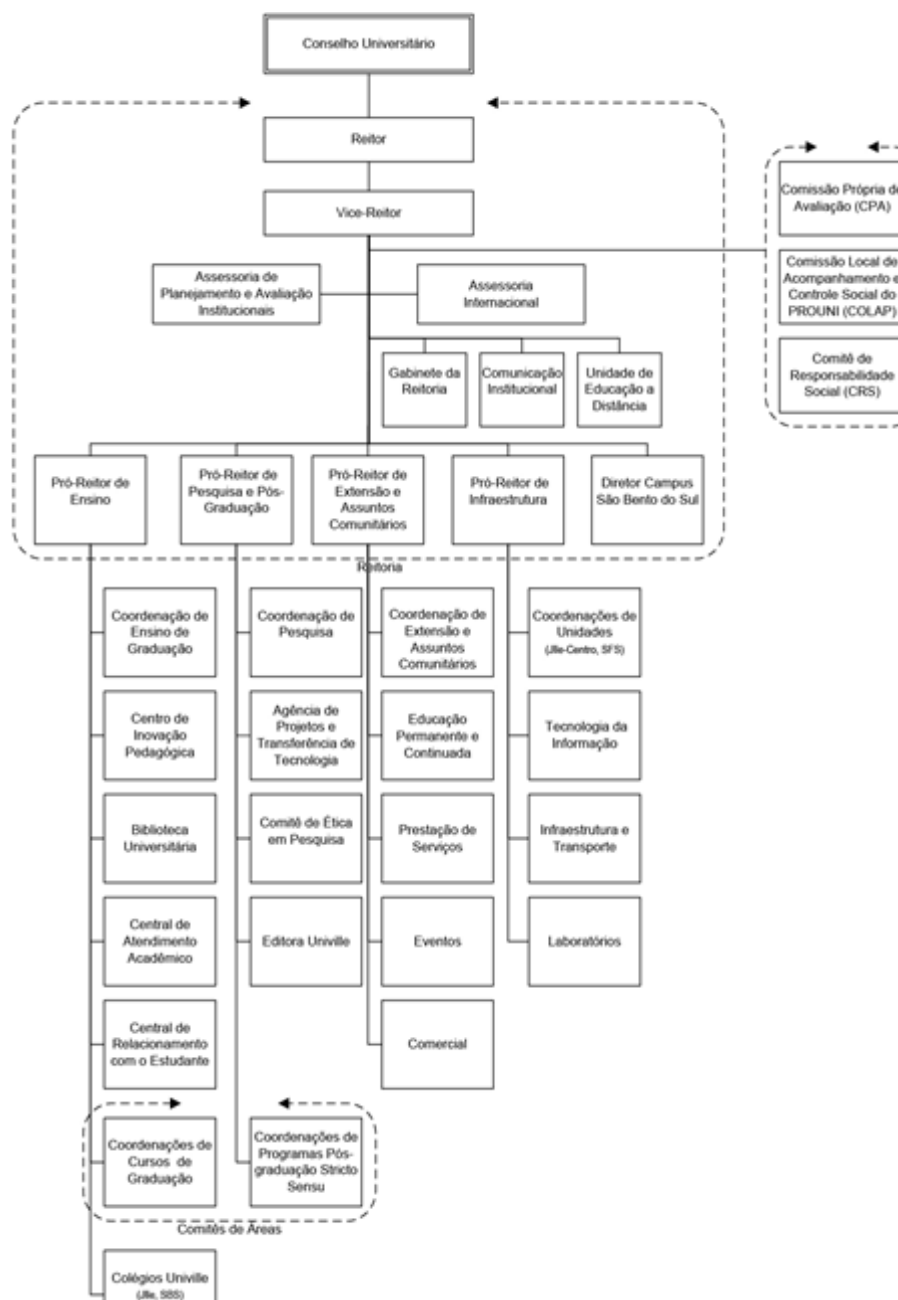 Conselho Universitário
Reitor
Vice-Reitor
Assessoria de
Planejamento e Avaliação
Institucionais
Assessoria
Internacional
Gabinete da
Reitoria
Comunicação
Institucional
Unidade de
Educação a
Distância
Comissão Própria de
Avaliação (CPA)
Comissão Local de
Acompanhamento e
Controle Social do
PROUNI (COLAP)
Comitê de
Responsabilidade
Social (CRS)
Pró-Reitor de
Ensino
Pró-Reitor de
Pesquisa e Pós-
Graduação
Pró-Reitor de
Extensão e
Assuntos
Comunitários
Pró-Reitor de
Infraestrutura
Diretor Campus
São Bento do Sul
Reitoria
Coordenação de
Ensino de
Graduação
Coordenação de
Pesquisa
Coordenação de
Extensão e
Assuntos
Comunitários
Coordenações de
Unidades
(Jlle-Centro, SFS)
Centro de
Inovação
Pedagógica
Agência de
Projetos e
Transferência de
Tecnologia
Educação
Permanente e
Continuada
Tecnologia da
Informação
Biblioteca
Universitária
Comitê de Ética
em Pesquisa
Prestação de
Serviços
Infraestrutura e
Transporte
Central de
Atendimento
Acadêmico
Editora Univille
Eventos
Laboratórios
Central de
Relacionamento
com o Estudante
Comercial
Coordenações de
Cursos de
Graduação
Coordenações de
Programas Pós-
graduação Stricto
Sensu
Comitês de Áreas
Colégios Univille
(Jlle, SBS)